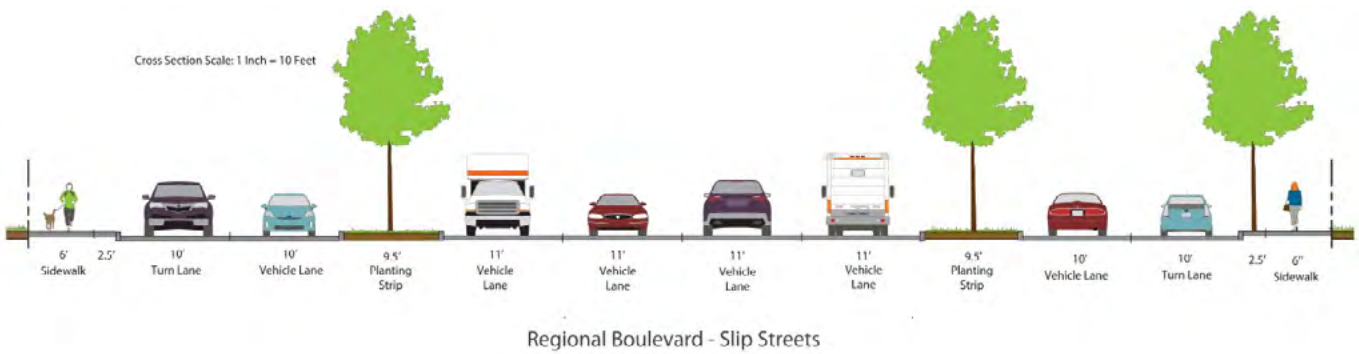 Cross Section Scale: 1 Inch = 10 Feet
6'
Sidewalk
2.5'
10'
Turn Lane
10'
Vehicle Lane
9.5'
Planting
Strip
11'
Vehicle
Lane
11'
Vehicle
Lane
11'
Vehicle
Lane
11'
Vehicle
Lane
9.5'
Planting
Strip
10'
Vehicle Lane
10'
Turn Lane
2.5'
6"
Sidewalk
Regional Boulevard - Slip Streets